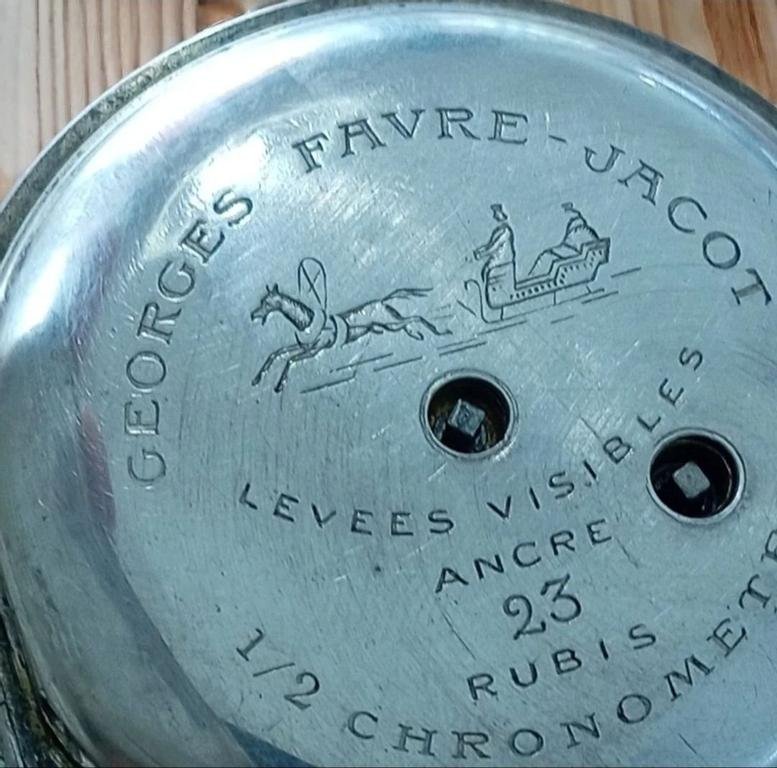 GEORGES FAVRE-JACOT
LEVEES VISIBLES
ANCRE
23
RUBIS
1/2 CHRONOMET